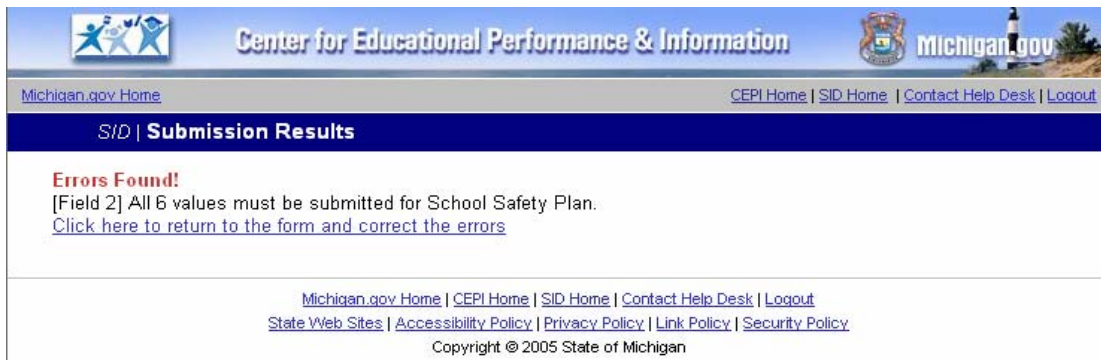 Center for Educational Performance & Information
Michigan.gov
Michigan.gov Home
CEPI Home | SID Home | Contact Help Desk | Logout
SID | Submission Results
Errors Found!
[Field 2] All 6 values must be submitted for School Safety Plan.
Click here to return to the form and correct the errors
Michigan.gov Home | CEPI Home | SID Home | Contact Help Desk | Logout
State Web Sites | Accessibility Policy | Privacy Policy | Link Policy | Security Policy
Copyright © 2005 State of Michigan